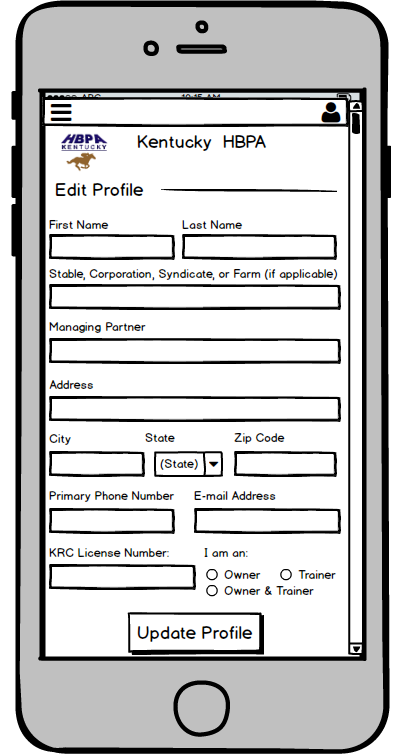 ABC 10:15 AM
HBPA
KENTUCKY
Kentucky HBPA
Edit Profile
First Name Last Name
Stable, Corporation, Syndicate, or Farm (if applicable)
Managing Partner
Address
City State Zip Code
(State)
Primary Phone Number E-mail Address
KRC License Number: I am an:
Owner Trainer
Owner & Trainer
Update Profile